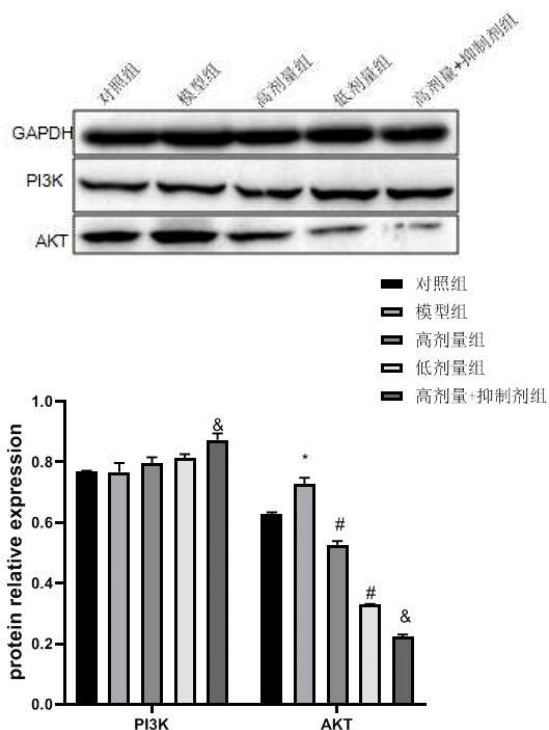 对照组 模型组 高剂量组 低剂量组 高剂量+抑制剂组
GAPDH
PI3K
AKT
对照组
模型组
高剂量组
低剂量组
高剂量+抑制剂组
protein relative expression
1.0
0.8
0.6
0.4
0.2
0.0
&
*
#
#
&
PI3K AKT